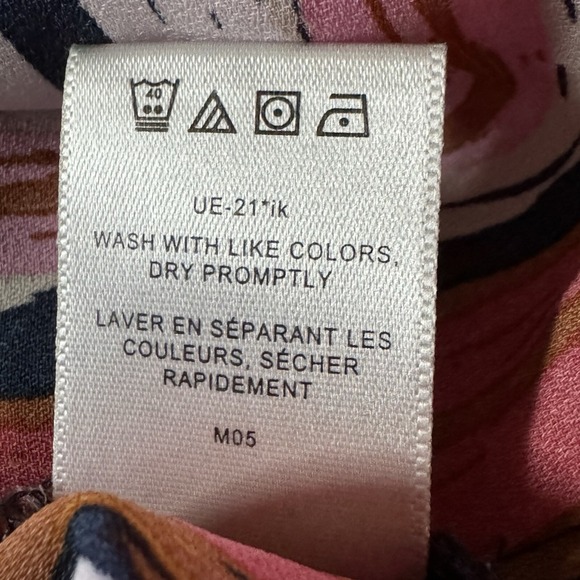 40
UE-21*ik
WASH WITH LIKE COLORS,
DRY PROMPTLY
LAVER EN SÉPARANT LES
COULEURS, SÉCHER
RAPIDEMENT
M05